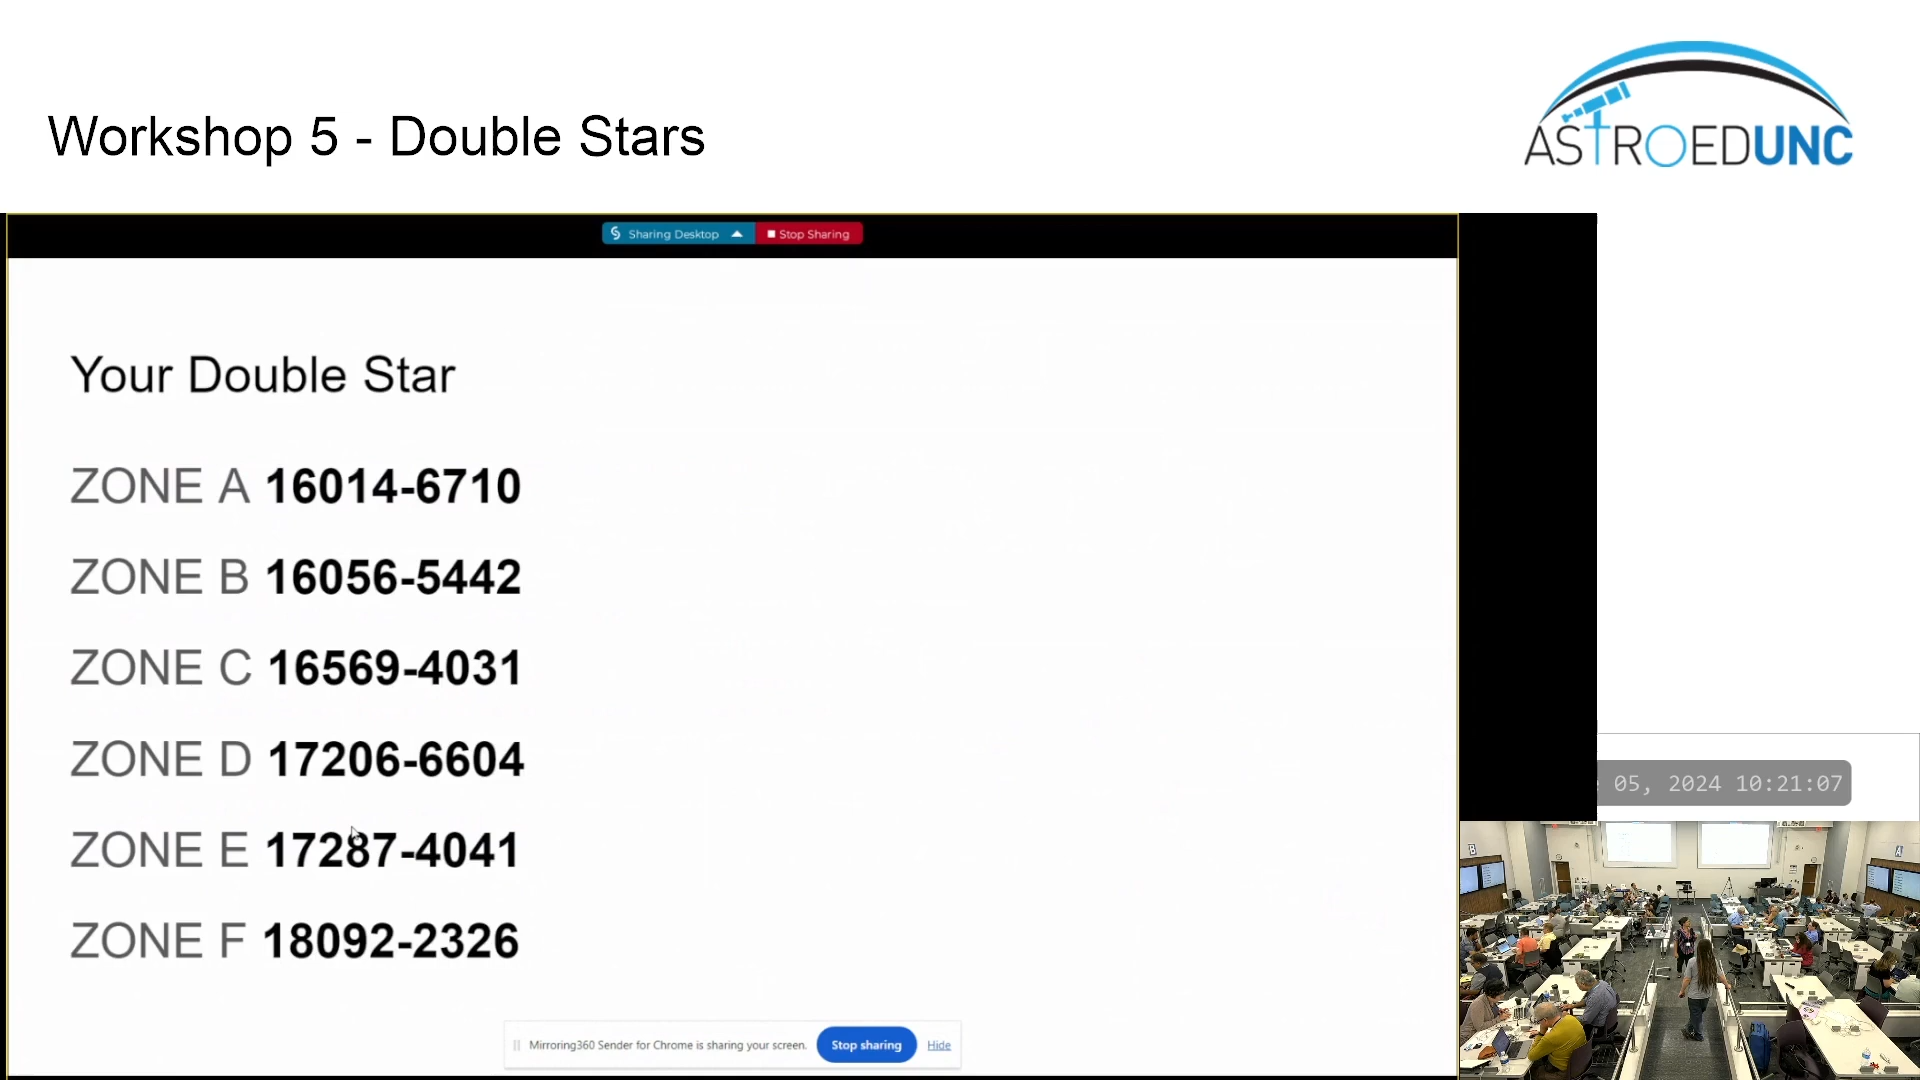 Workshop 5 - Double Stars
ASTROEDUNC
Sharing Desktop
Stop Sharing
Your Double Star
ZONE A 16014-6710
ZONE B 16056-5442
ZONE C 16569-4031
ZONE D 17206-6604
ZONE E 17287-4041
ZONE F 18092-2326
05, 2024 10:21:07
B
A
Mirroring360 Sender for Chrome is sharing your screen.
Stop sharing
Hide